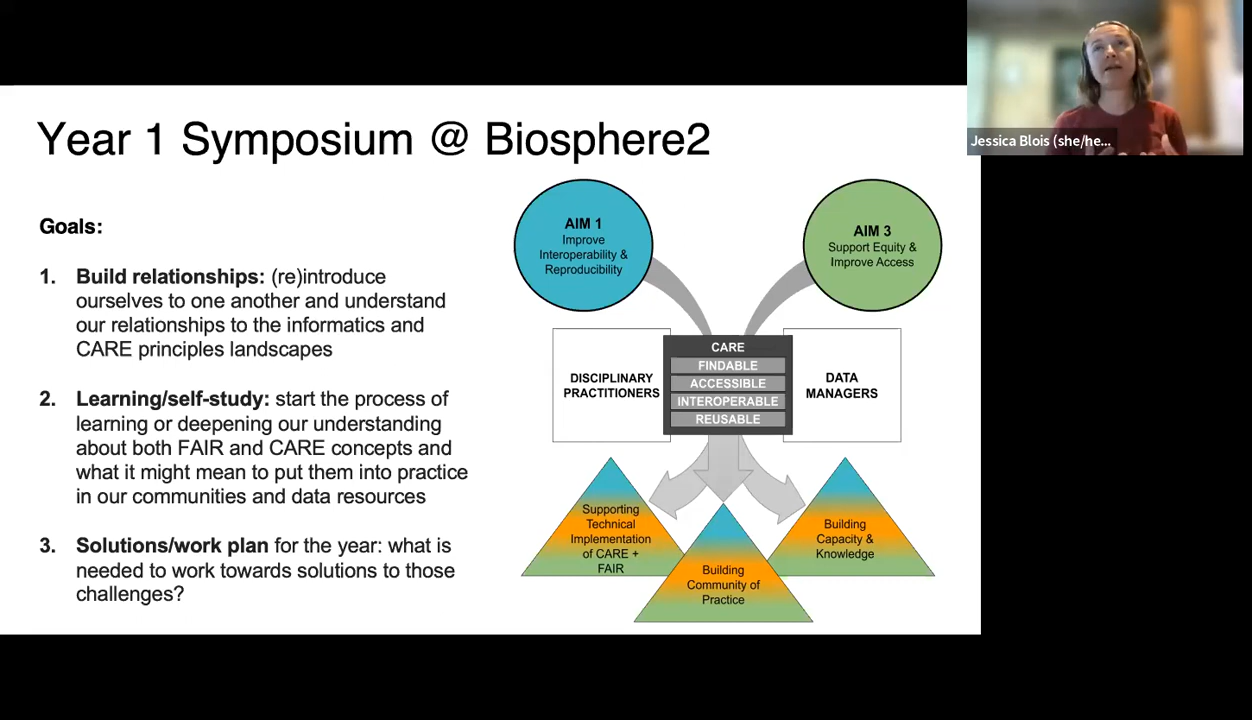 Year 1 Symposium @ Biosphere2
Jessica Blois (she/he...
Goals:
1. Build relationships: (re)introduce
ourselves to one another and understand
our relationships to the informatics and
CARE principles landscapes
2. Learning/self-study: start the process of
learning or deepening our understanding
about both FAIR and CARE concepts and
what it might mean to put them into practice
in our communities and data resources
3. Solutions/work plan for the year: what is
needed to work towards solutions to those
challenges?
AIM 1
Improve
Interoperability &
Reproducibility
AIM 3
Support Equity &
Improve Access
DISCIPLINARY
PRACTITIONERS
CARE
FINDABLE
ACCESSIBLE
INTEROPERABLE
REUSABLE
DATA
MANAGERS
Supporting
Technical
Implementation
of CARE +
FAIR
Building
Community of
Practice
Building
Capacity &
Knowledge